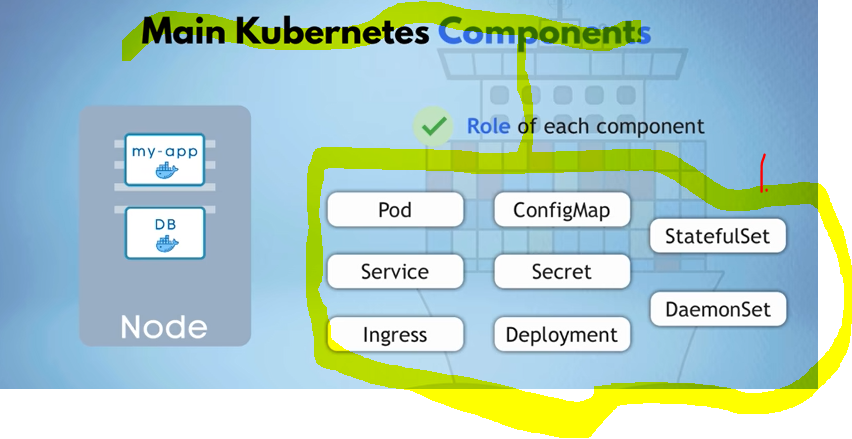 Main Kubernetes Components
Role of each component
my-app
DB
Node
Pod
ConfigMap
StatefulSet
Service
Secret
DaemonSet
Ingress
Deployment